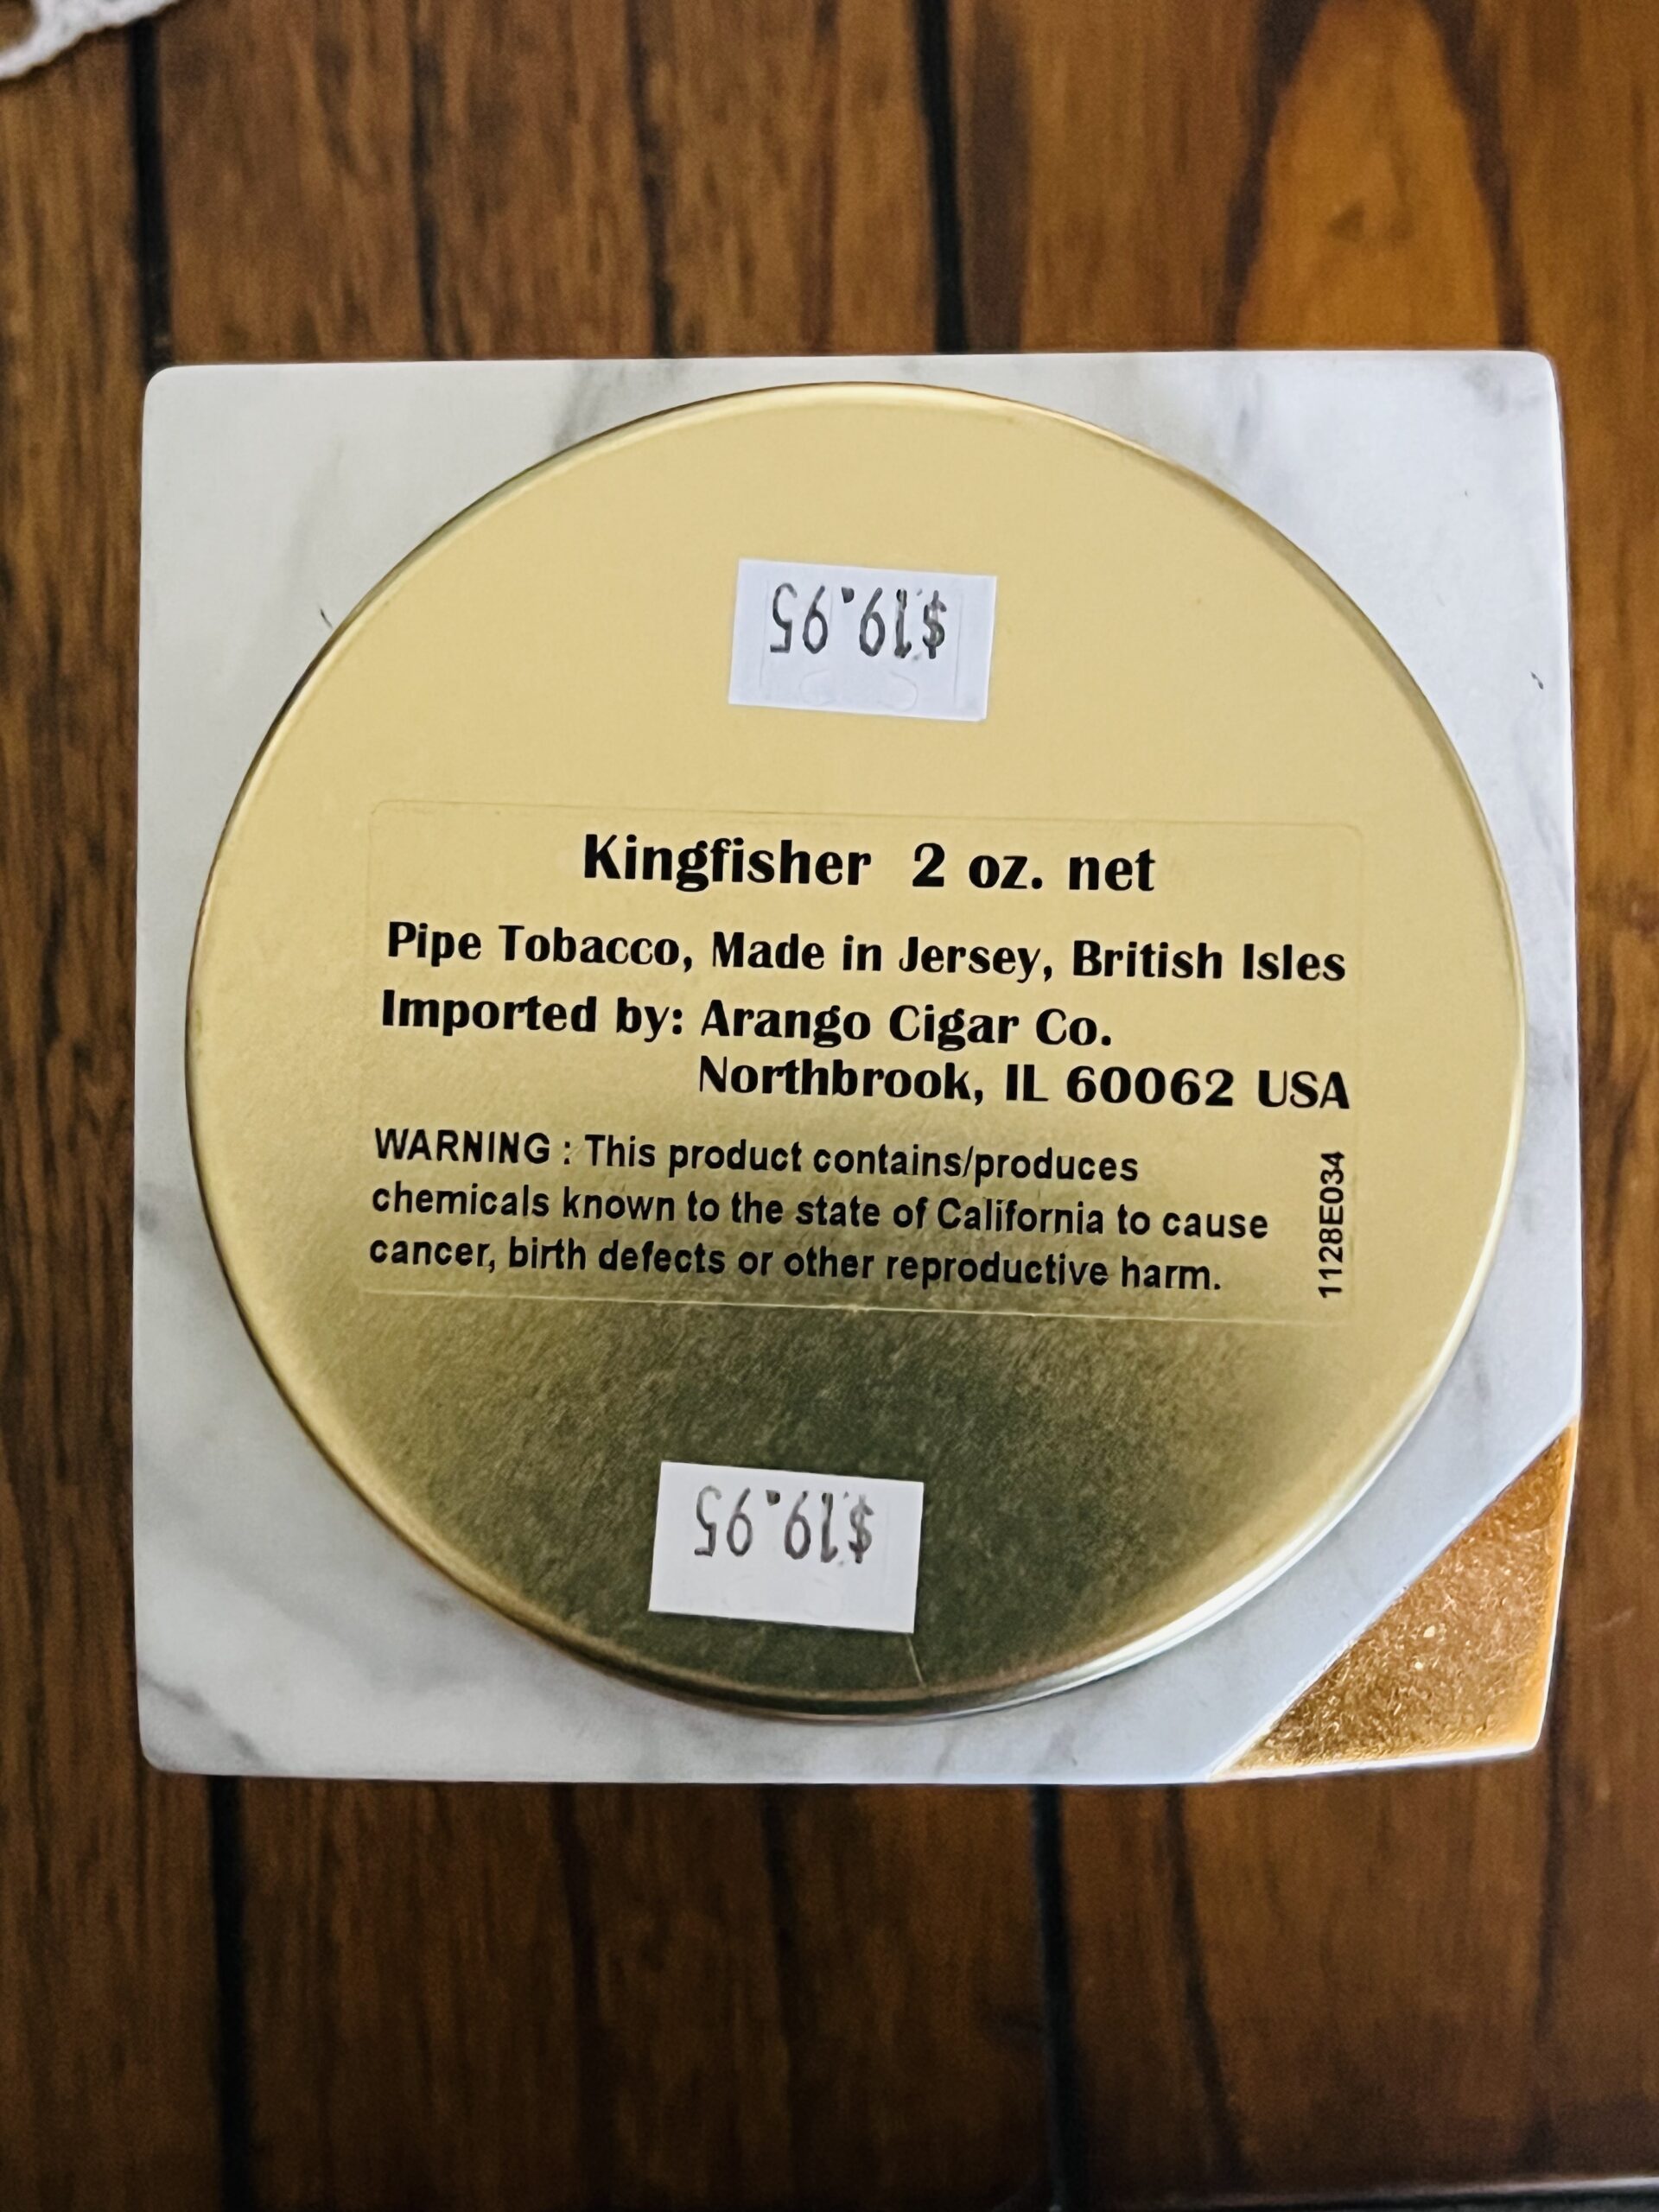 $19.95
Kingfisher 2 oz. net
Pipe Tobacco, Made in Jersey, British Isles
Imported by: Arango Cigar Co.
Northbrook, IL 60062 USA
WARNING : This product contains/produces
chemicals known to the state of California to cause
cancer, birth defects or other reproductive harm.
1128E034
$19.95